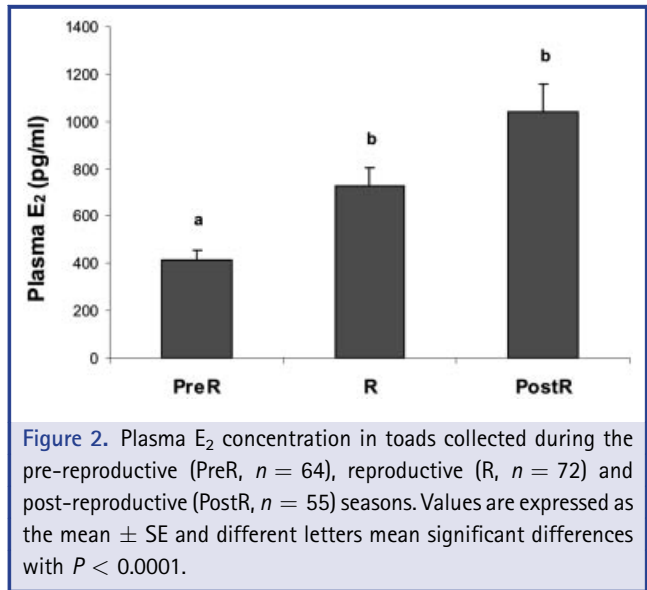 1400
1200
1000
800
600
400
200
0
Plasma E₂ (pg/ml)
a
b
b
PreR
R
PostR
Figure 2. Plasma E₂ concentration in toads collected during the
pre-reproductive (PreR, n = 64), reproductive (R, n = 72) and
post-reproductive (PostR, n = 55) seasons. Values are expressed as
the mean ± SE and different letters mean significant differences
with P < 0.0001.